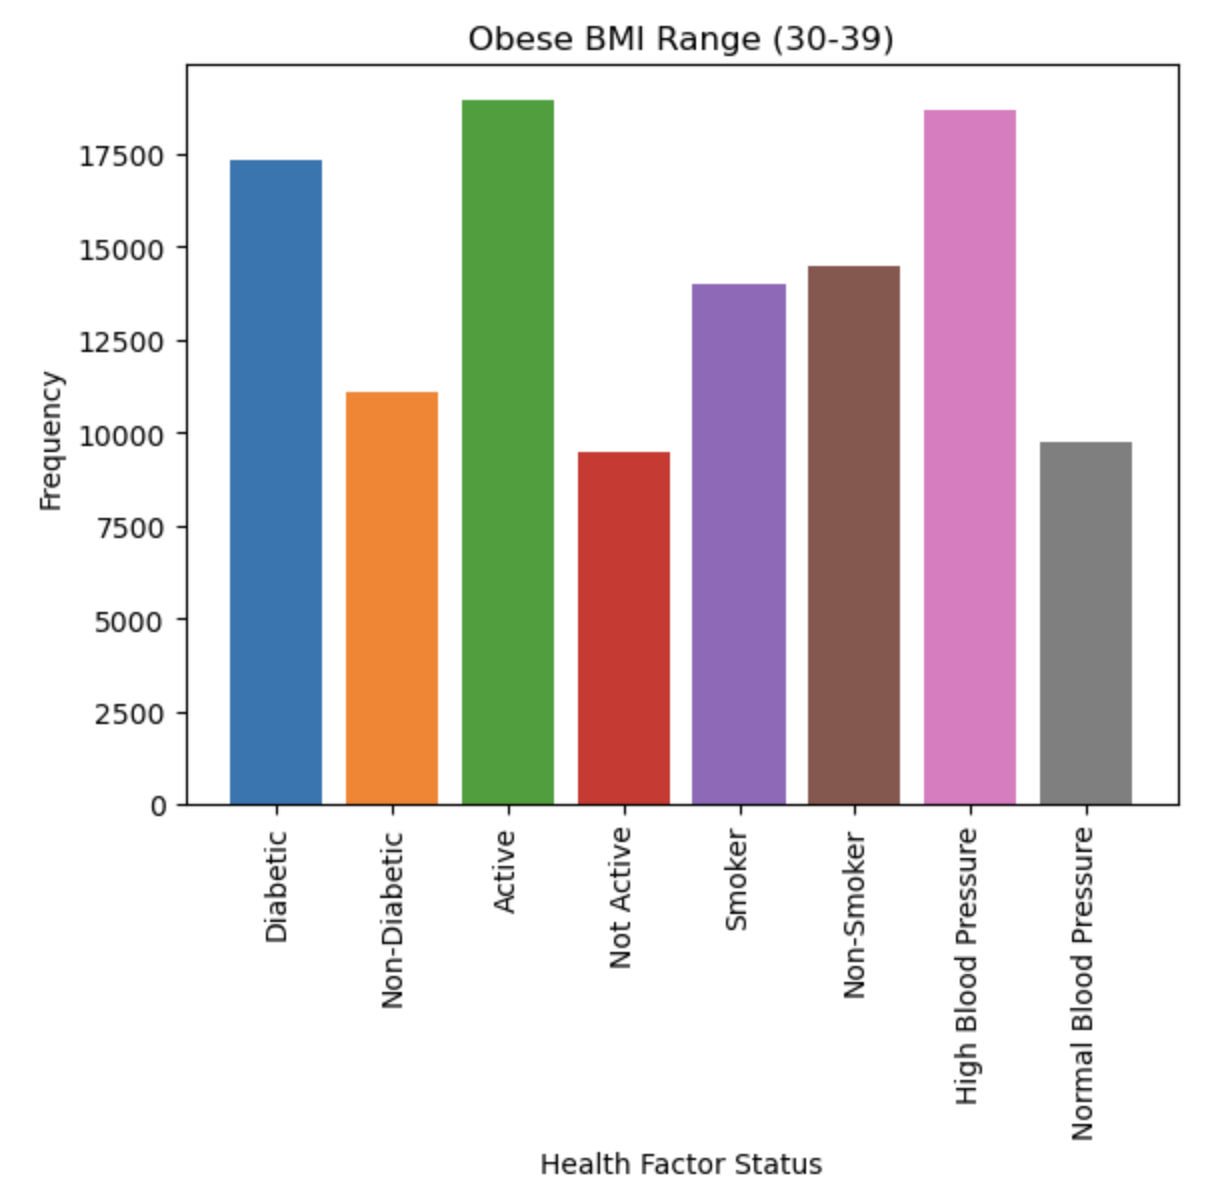 Obese BMI Range (30-39)
Frequency
17500
15000
12500
10000
7500
5000
2500
0
Diabetic
Non-Diabetic
Active
Not Active
Smoker
Non-Smoker
High Blood Pressure
Normal Blood Pressure
Health Factor Status